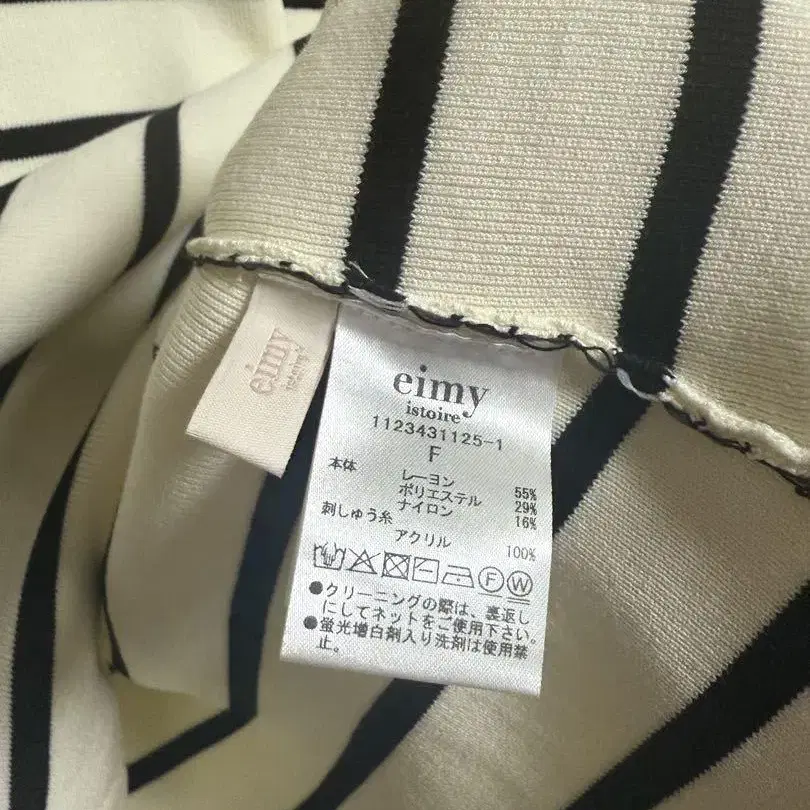 eimy
istoire
eimy
istoire
1123431125-1
F
本体 レーヨン 55%
ポリエステル 29%
ナイロン 16%
刺しゅう糸
アクリル 100%
F W
●クリーニングの際は、裏返し
にしてネットをご使用下さい。
●蛍光増白剤入り洗剤は使用禁
止。